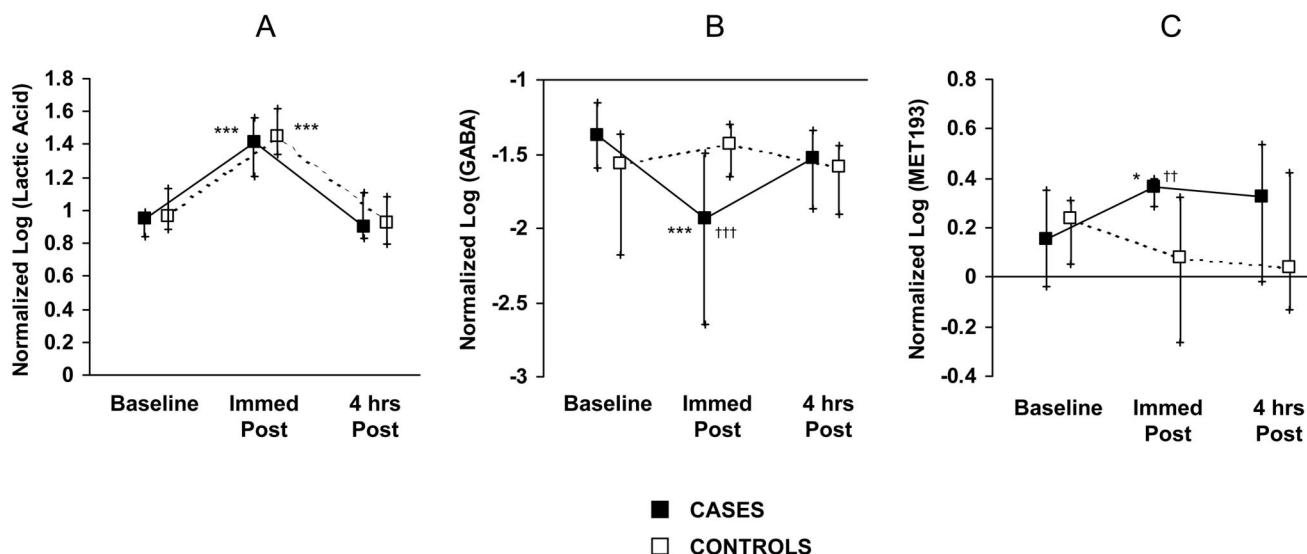 A
Normalized Log (Lactic Acid)
1.8
1.6
1.4
1.2
1
0.8
0.6
0.4
0.2
0
***
***
Baseline
Immed
Post
4 hrs
Post
B
Normalized Log (GABA)
-1
-1.5
-2
-2.5
-3
*** †††
Baseline
Immed
Post
4 hrs
Post
C
Normalized Log (MET193)
0.8
0.6
0.4
0.2
0
-0.2
-0.4
* ††
Baseline
Immed
Post
4 hrs
Post
CASES
CONTROLS